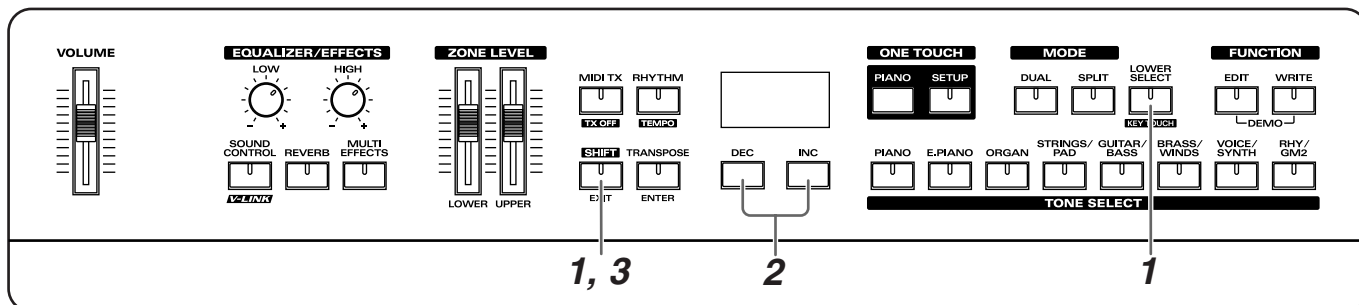 VOLUME
EQUALIZER/EFFECTS
LOW
HIGH
- +
- +
SOUND
CONTROL
REVERB
MULTI
EFFECTS
V-LINK
ZONE LEVEL
LOWER UPPER
MIDI TX
RHYTHM
TX OFF
TEMPO
SHIFT
TRANSPOSE
EXIT
ENTER
DEC
INC
ONE TOUCH
PIANO
SETUP
MODE
DUAL
SPLIT
LOWER
SELECT
KEY TOUCH
FUNCTION
EDIT
WRITE
DEMO
PIANO
E.PIANO
ORGAN
STRINGS/
PAD
GUITAR/
BASS
BRASS/
WINDS
VOICE/
SYNTH
RHY/
GM2
TONE SELECT
1, 3
2
1